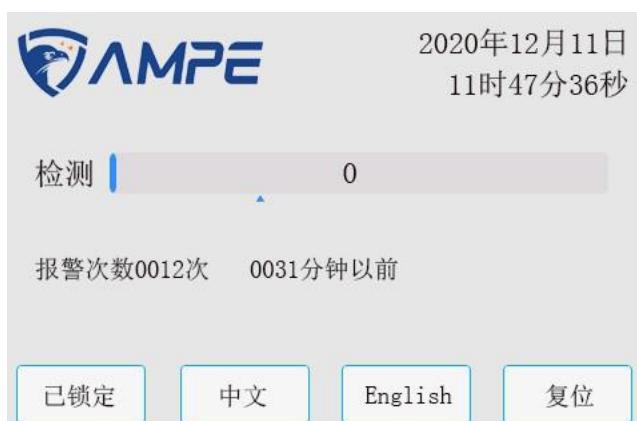 AMPE
2020年12月11日
11时47分36秒
检测 0
报警次数0012次 0031分钟以前
已锁定 中文 English 复位